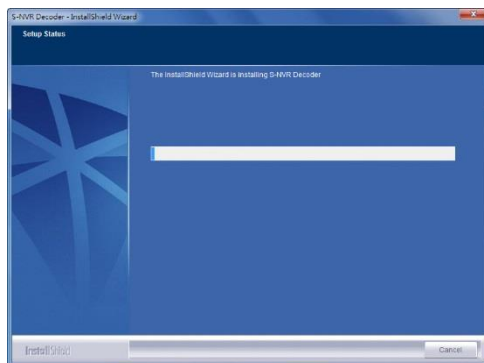 S-NVR Decoder - InstallShield Wizard
Setup Status
The InstallShield Wizard is installing S-NVR Decoder
InstallShield
Cancel